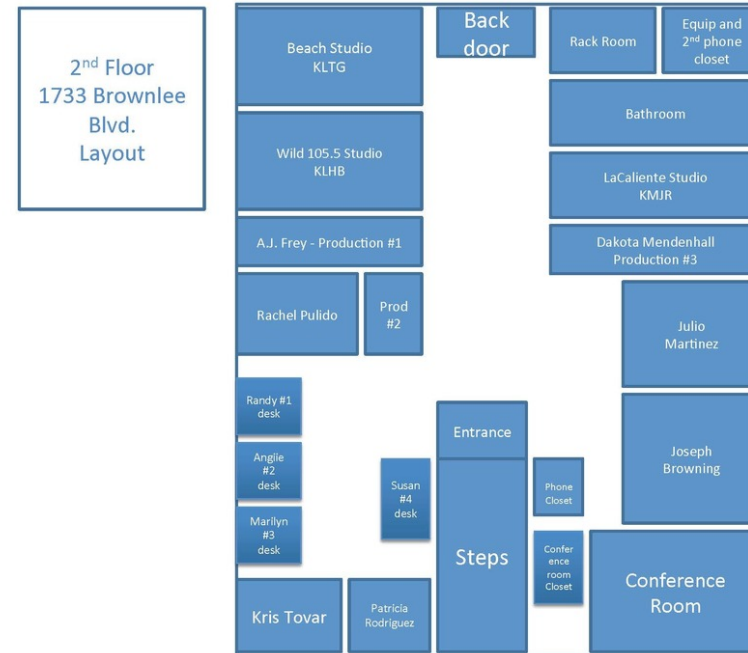 2nd Floor
1733 Brownlee
Blvd.
Layout
Beach Studio
KLTG
Back
door
Rack Room
Equip and
2nd phone
closet
Bathroom
Wild 105.5 Studio
KLHB
LaCaliente Studio
KMJR
A.J. Frey - Production #1
Dakota Mendenhall
Production #3
Rachel Pulido
Prod
#2
Julio
Martinez
Randy #1
desk
Entrance
Joseph
Browning
Anglie
#2
desk
Susan
#4
desk
Phone
Closet
Marilyn
#3
desk
Steps
Confer
ence
room
Closet
Conference
Room
Kris Tovar
Patricia
Rodriguez